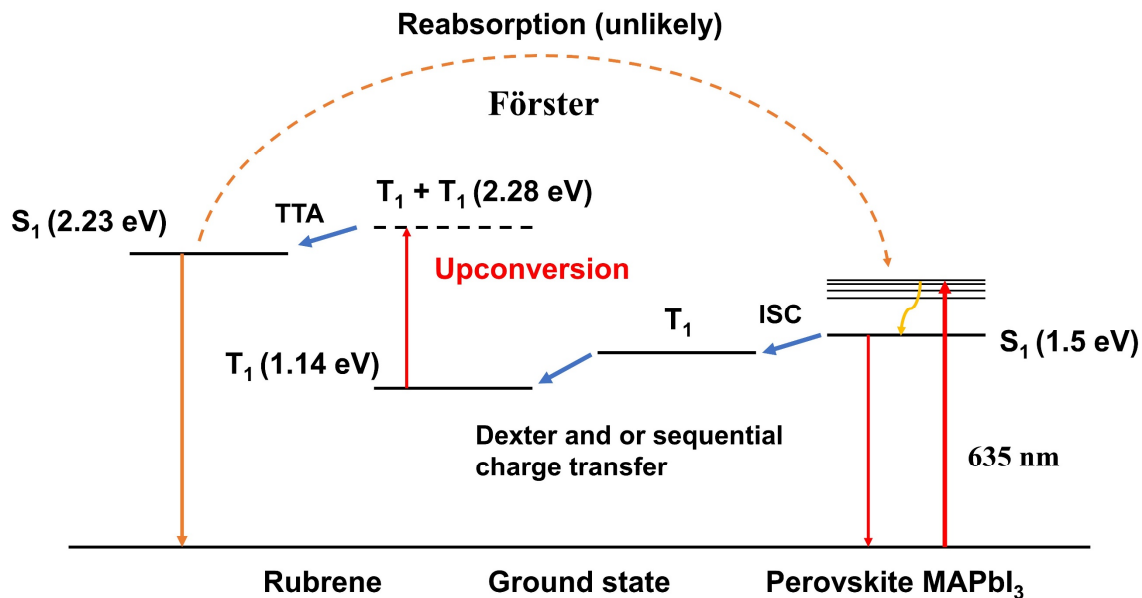 Reabsorption (unlikely)
Förster
T₁ + T₁ (2.28 eV)
S₁ (2.23 eV)
TTA
Upconversion
T₁
ISC
S₁ (1.5 eV)
T₁ (1.14 eV)
Dexter and or sequential
charge transfer
635 nm
Rubrene
Ground state
Perovskite MAPbI₃